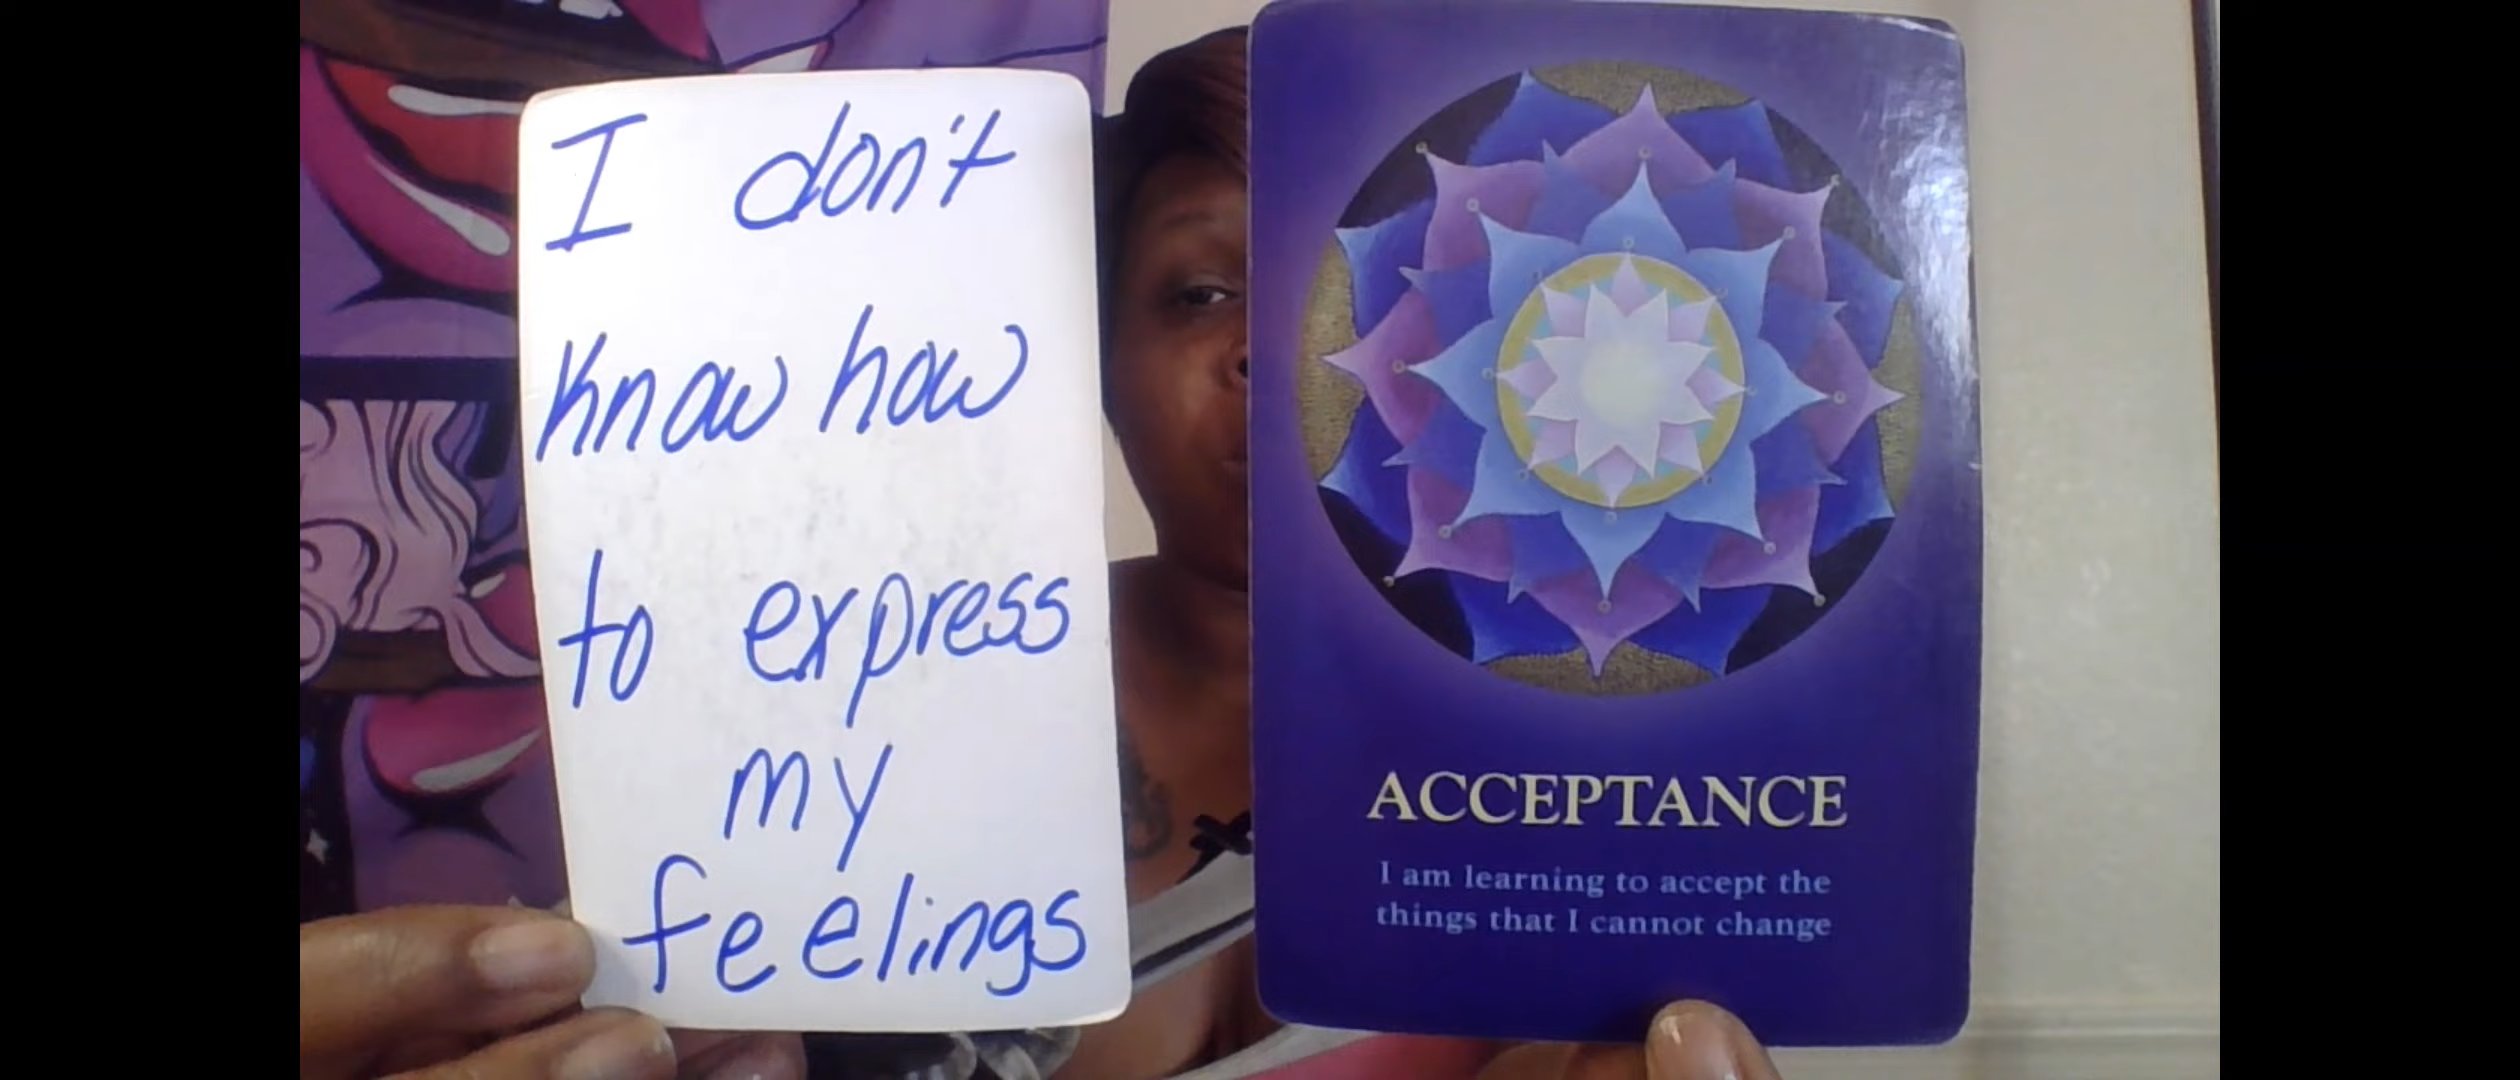 I don't
know how
to express
my
feelings
ACCEPTANCE
I am learning to accept the
things that I cannot change